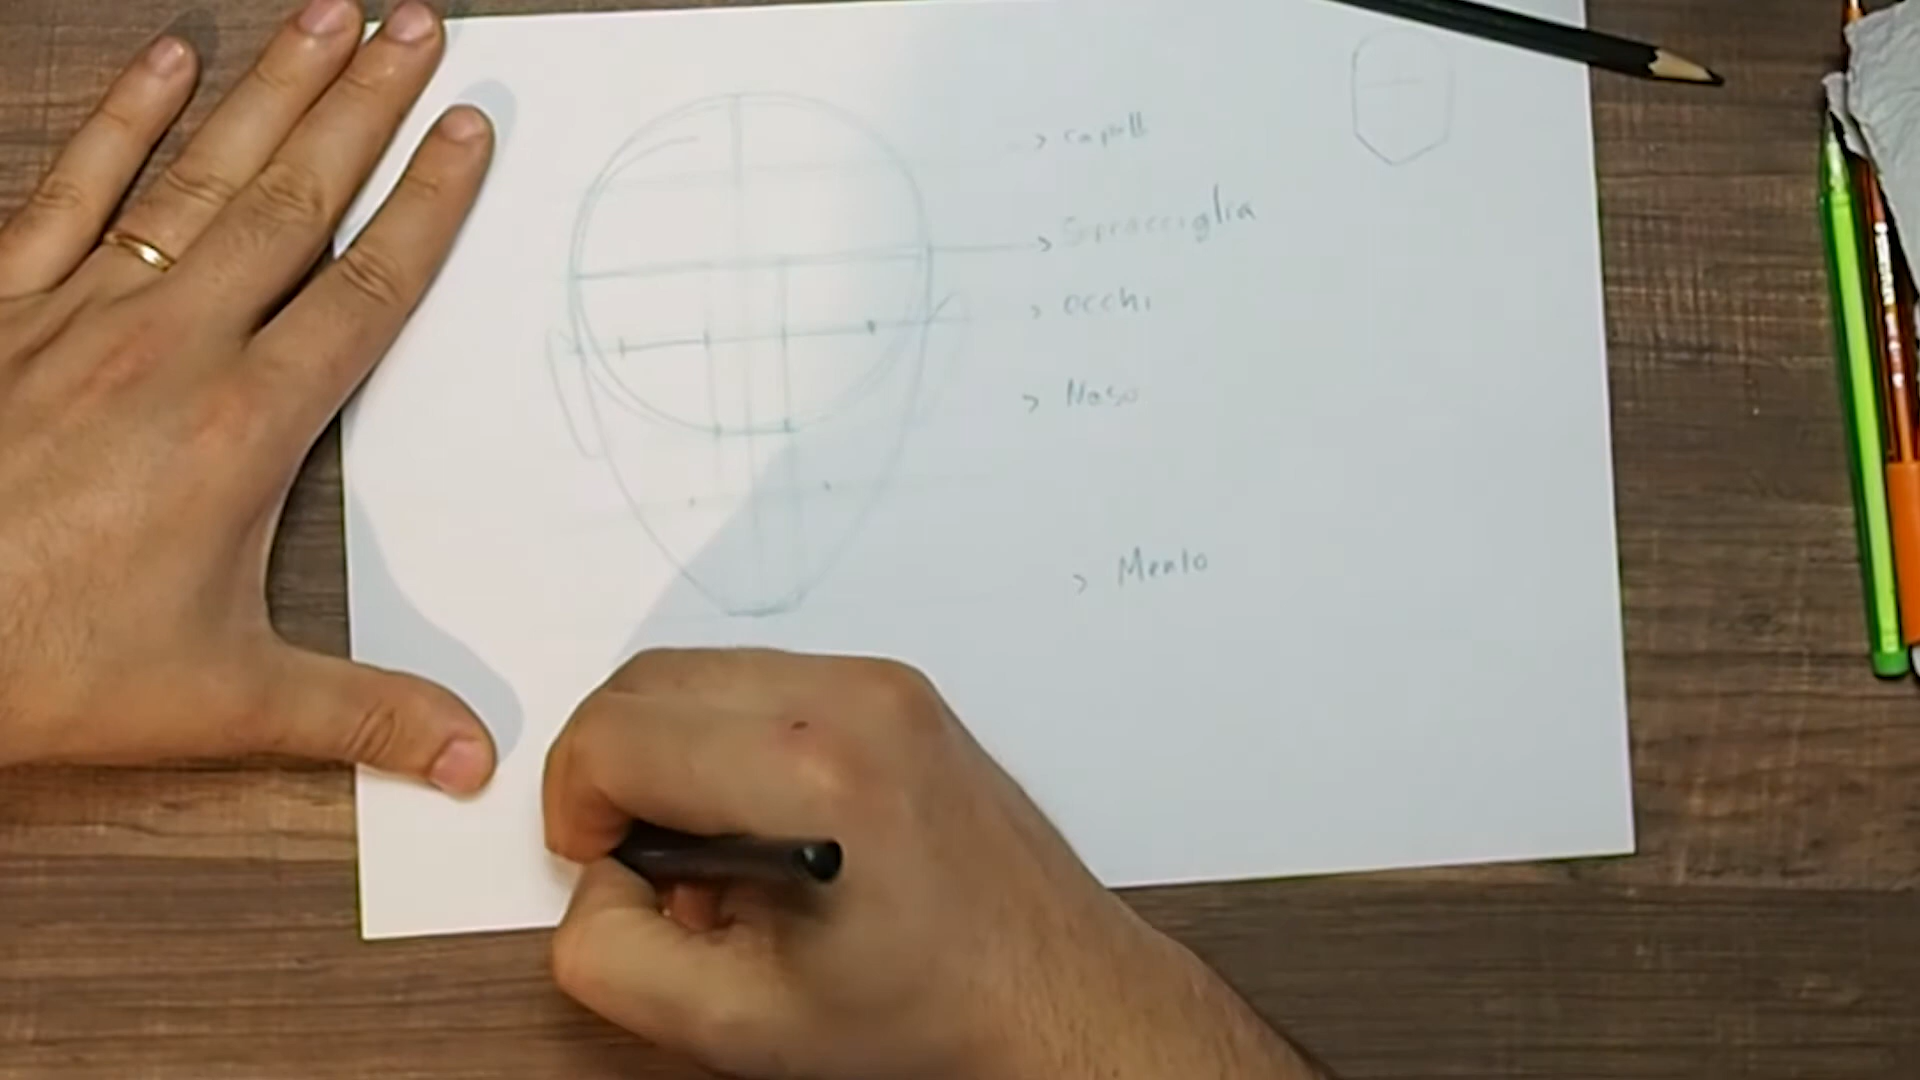 > capelli
> Sopracciglia
> occhi
> Naso
> Mento